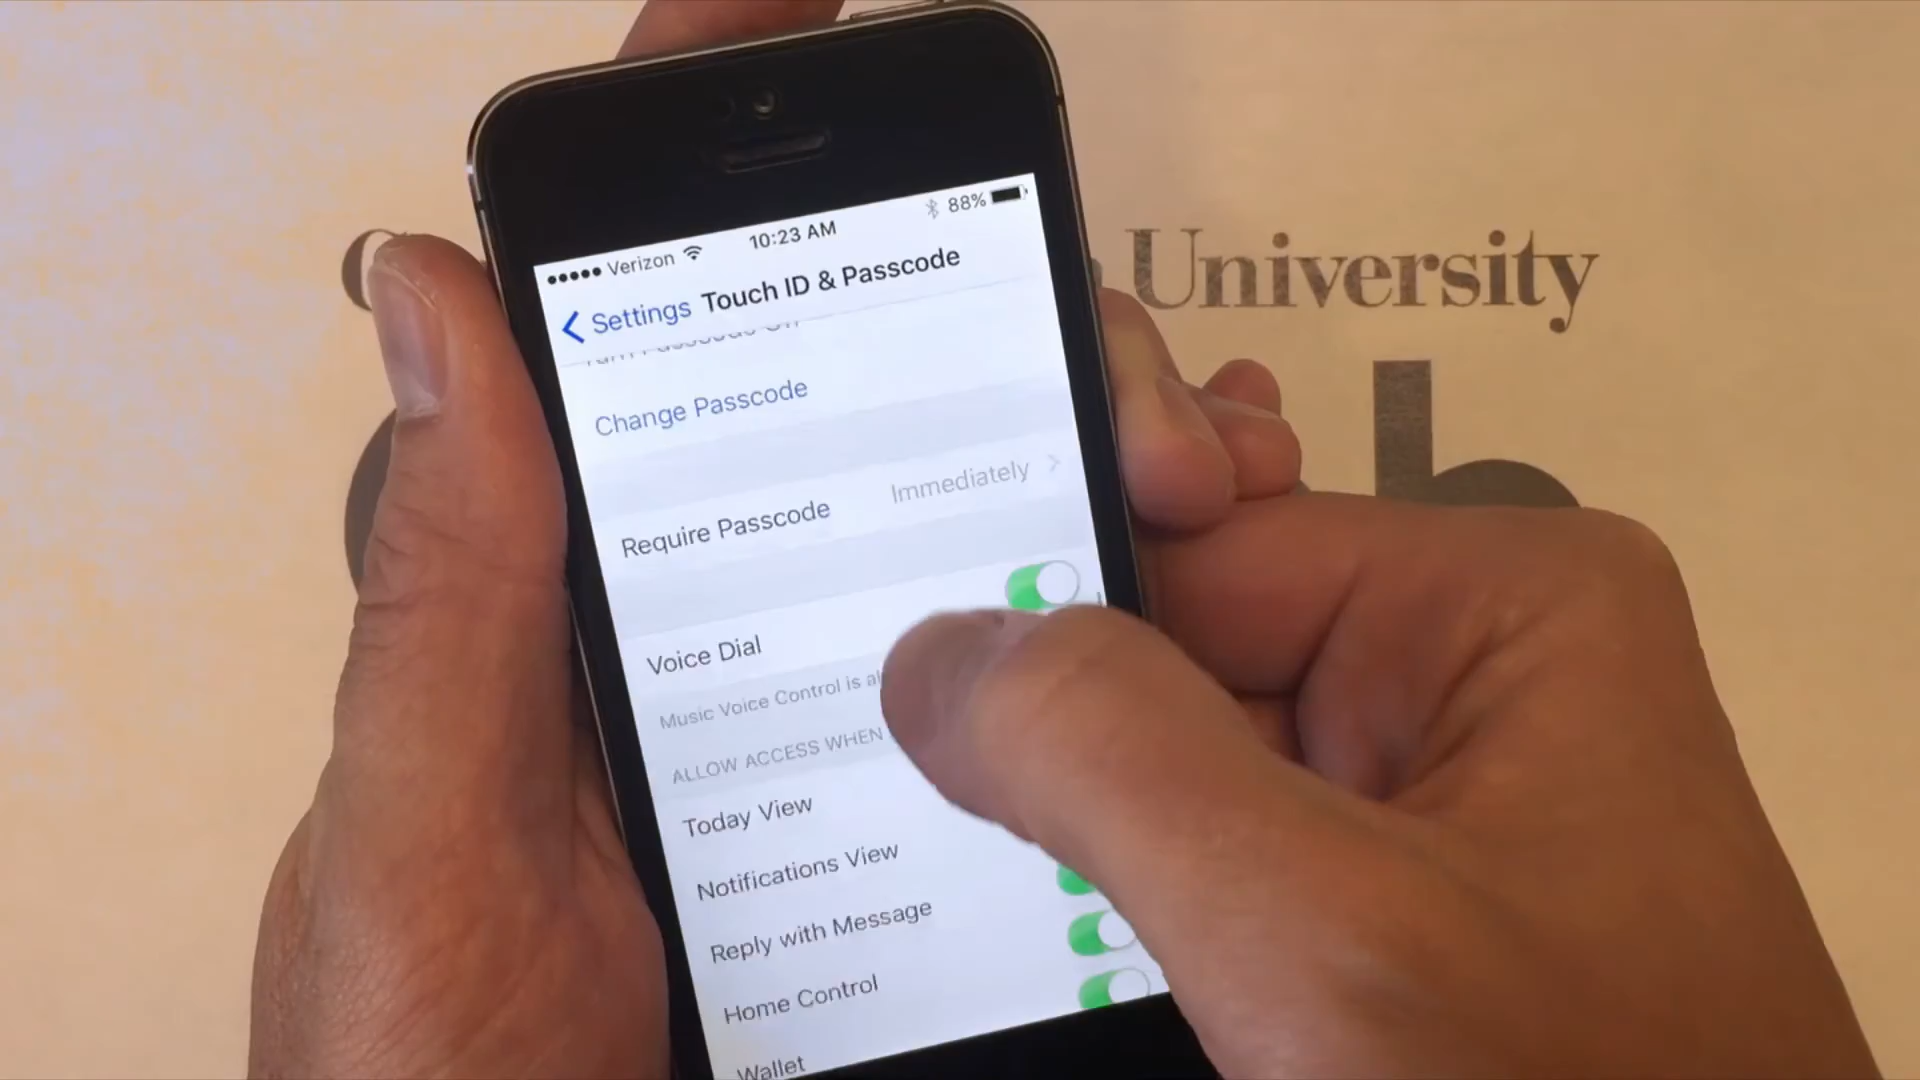 University
Verizon 10:23 AM 88%
Settings Touch ID & Passcode
Change Passcode
Require Passcode Immediately
Voice Dial
Music Voice Control is
ALLOW ACCESS WHEN
Today View
Notifications View
Reply with Message
Home Control
Wallet